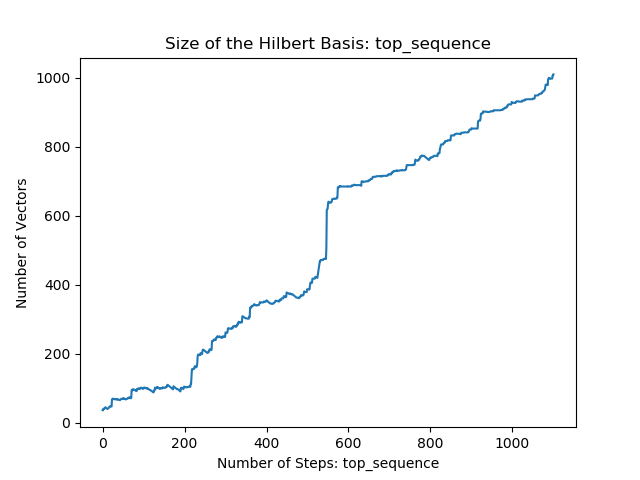 Size of the Hilbert Basis: top_sequence
Number of Vectors
1000
800
600
400
200
0
0 200 400 600 800 1000
Number of Steps: top_sequence